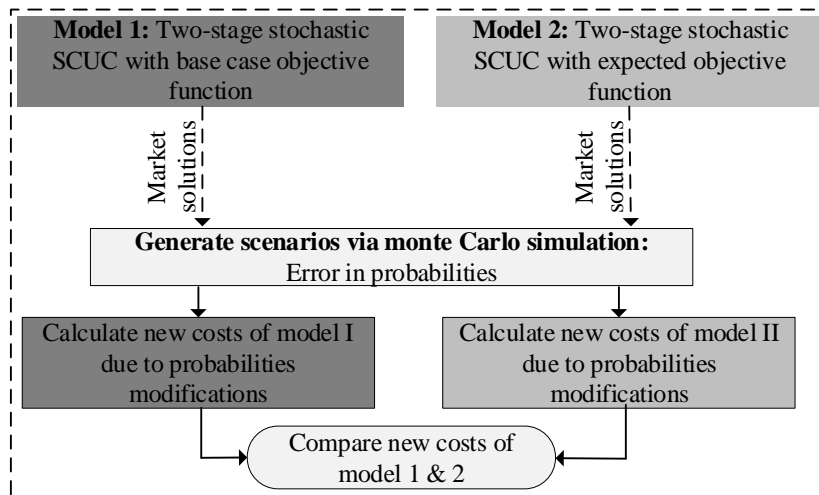 Model 1: Two-stage stochastic
SCUC with base case objective
function
Model 2: Two-stage stochastic
SCUC with expected objective
function
Market
solutions
Market
solutions
Generate scenarios via monte Carlo simulation:
Error in probabilities
Calculate new costs of model I
due to probabilities
modifications
Calculate new costs of model II
due to probabilities
modifications
Compare new costs of
model 1 & 2